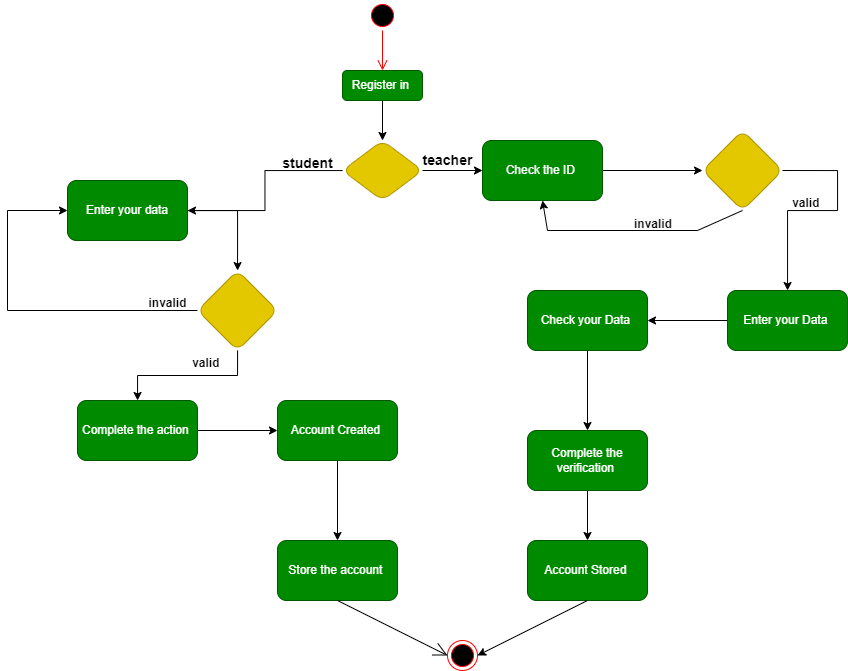 Register in
student
teacher
Check the ID
valid
invalid
Enter your data
invalid
valid
Check your Data
Enter your Data
Complete the action
Account Created
Complete the
verification
Store the account
Account Stored